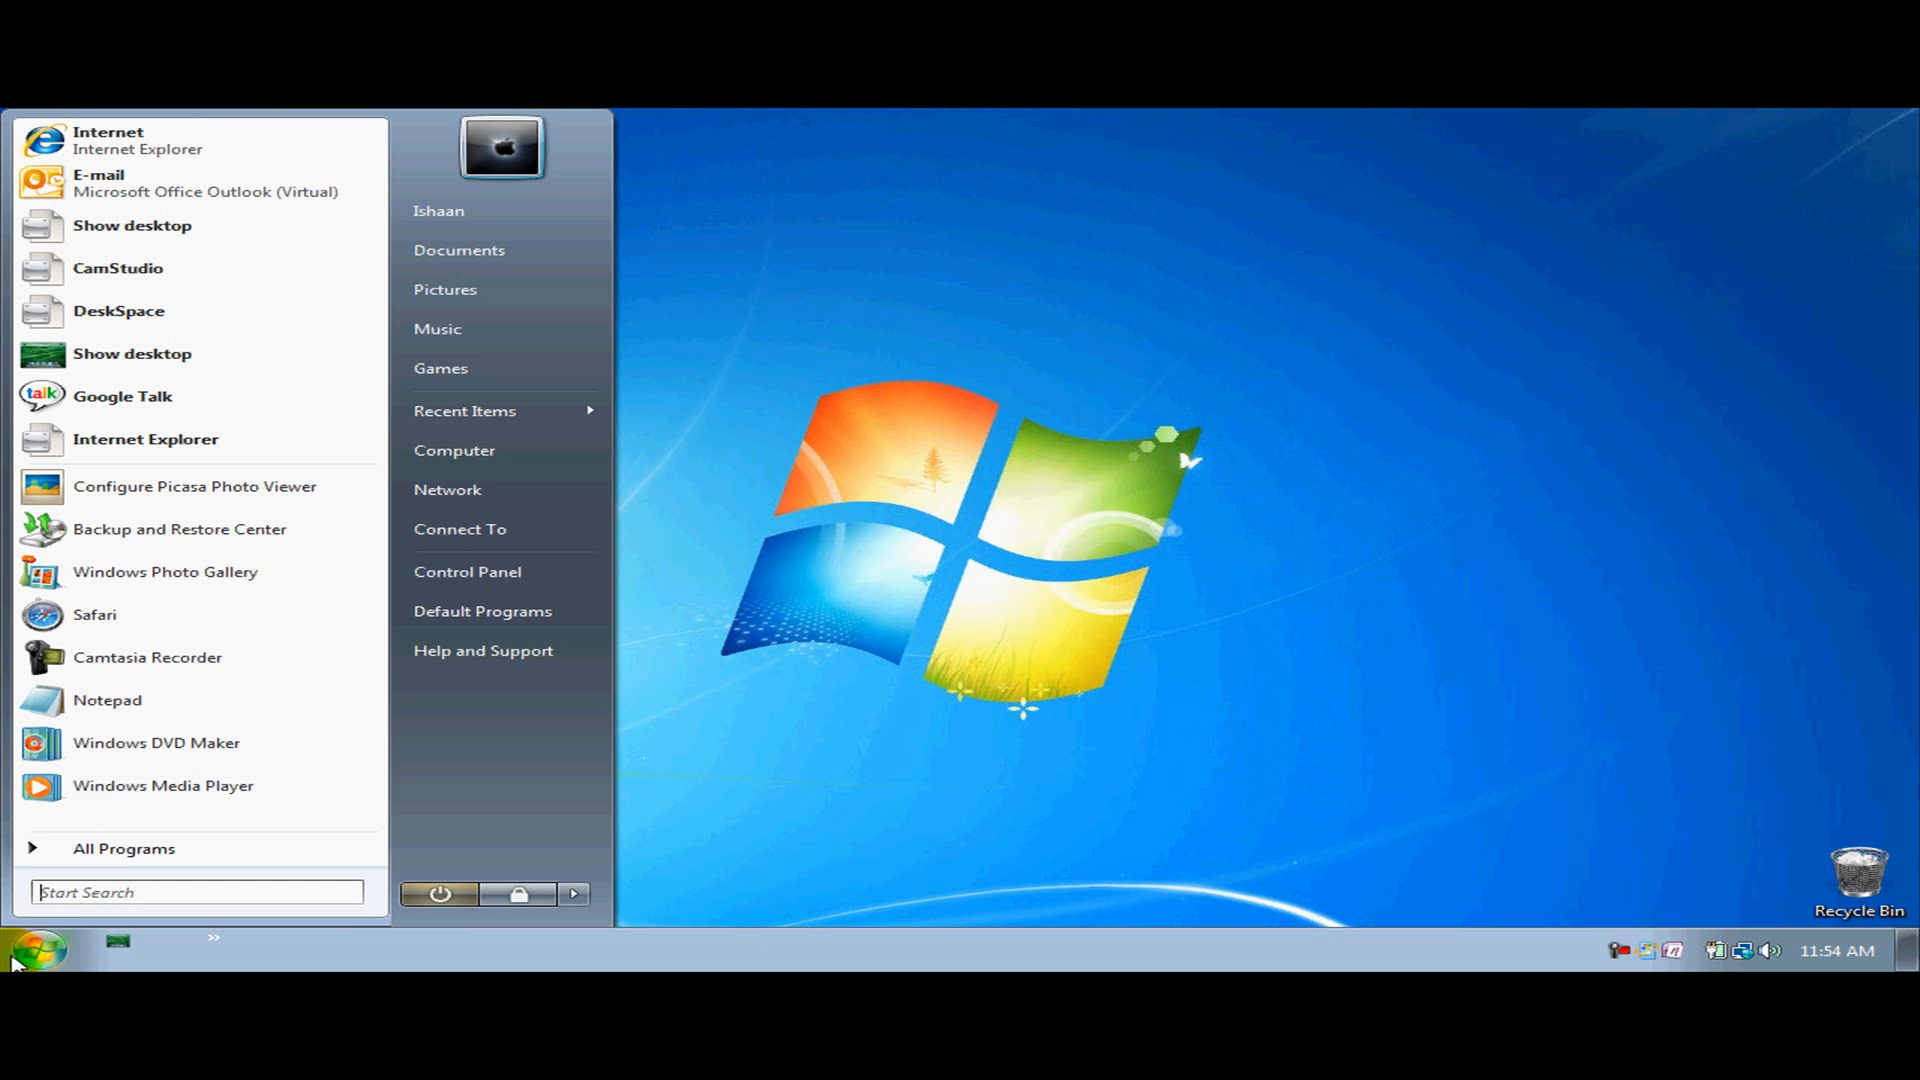 Internet
Internet Explorer
E-mail
Microsoft Office Outlook (Virtual)
Show desktop
CamStudio
DeskSpace
Show desktop
talk
Google Talk
Internet Explorer
Configure Picasa Photo Viewer
Backup and Restore Center
Windows Photo Gallery
Safari
Camtasia Recorder
Notepad
Windows DVD Maker
Windows Media Player
All Programs
Start Search
Ishaan
Documents
Pictures
Music
Games
Recent Items
Computer
Network
Connect To
Control Panel
Default Programs
Help and Support
Recycle Bin
11:54 AM